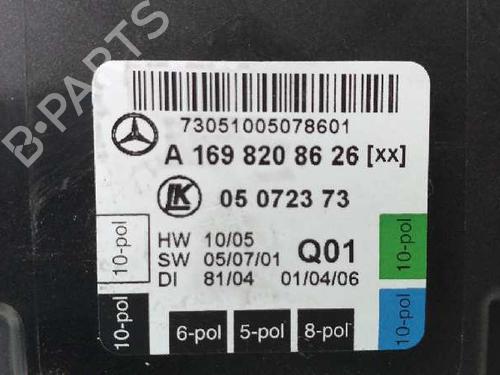 B-PARTS
73051005078601
A 169 820 86 26 [xx]
LK 05 0723 73
HW 10/05
SW 05/07/01 Q01
DI 81/04 01/04/06
10-pol
10-pol
10-pol
10-pol
6-pol 5-pol 8-pol